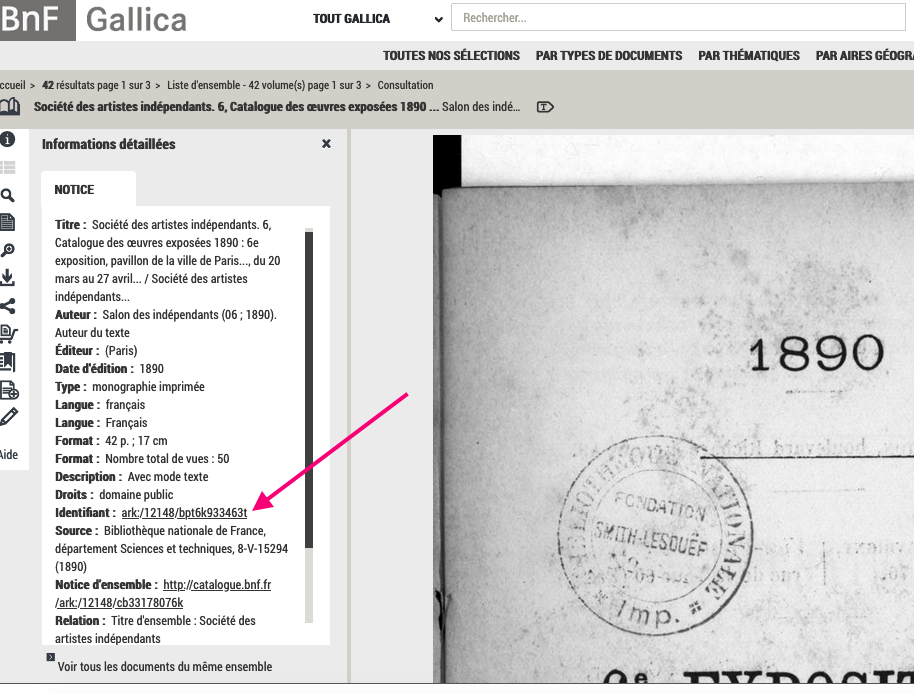 BnF Gallica
TOUT GALLICA
Rechercher...
TOUTES NOS SÉLECTIONS PAR TYPES DE DOCUMENTS PAR THÉMATIQUES PAR AIRES GÉOGRA
ccueil > 42 résultats page 1 sur 3 > Liste d'ensemble - 42 volume(s) page 1 sur 3 > Consultation
Société des artistes indépendants. 6, Catalogue des œuvres exposées 1890 ... Salon des indé...
Informations détaillées
NOTICE
Titre : Société des artistes indépendants. 6,
Catalogue des œuvres exposées 1890 : 6e
exposition, pavillon de la ville de Paris..., du 20
mars au 27 avril... / Société des artistes
indépendants...
Auteur : Salon des indépendants (06 ; 1890).
Auteur du texte
Éditeur : (Paris)
Date d'édition : 1890
Type : monographie imprimée
Langue : français
Langue : Français
Format : 42 p. ; 17 cm
Format : Nombre total de vues : 50
Description : Avec mode texte
Droits : domaine public
Identifiant : ark:/12148/bpt6k933463t
Source : Bibliothèque nationale de France,
département Sciences et techniques, 8-V-15294
(1890)
Notice d'ensemble : http://catalogue.bnf.fr
/ark:/12148/cb33178076k
Relation : Titre d'ensemble : Société des
artistes indépendants
Voir tous les documents du même ensemble
Aide
1890
BIBLIOTHÈQUE NATIONALE
FONDATION
SMITH-LESOUËF
Imp.
EXPOSIT